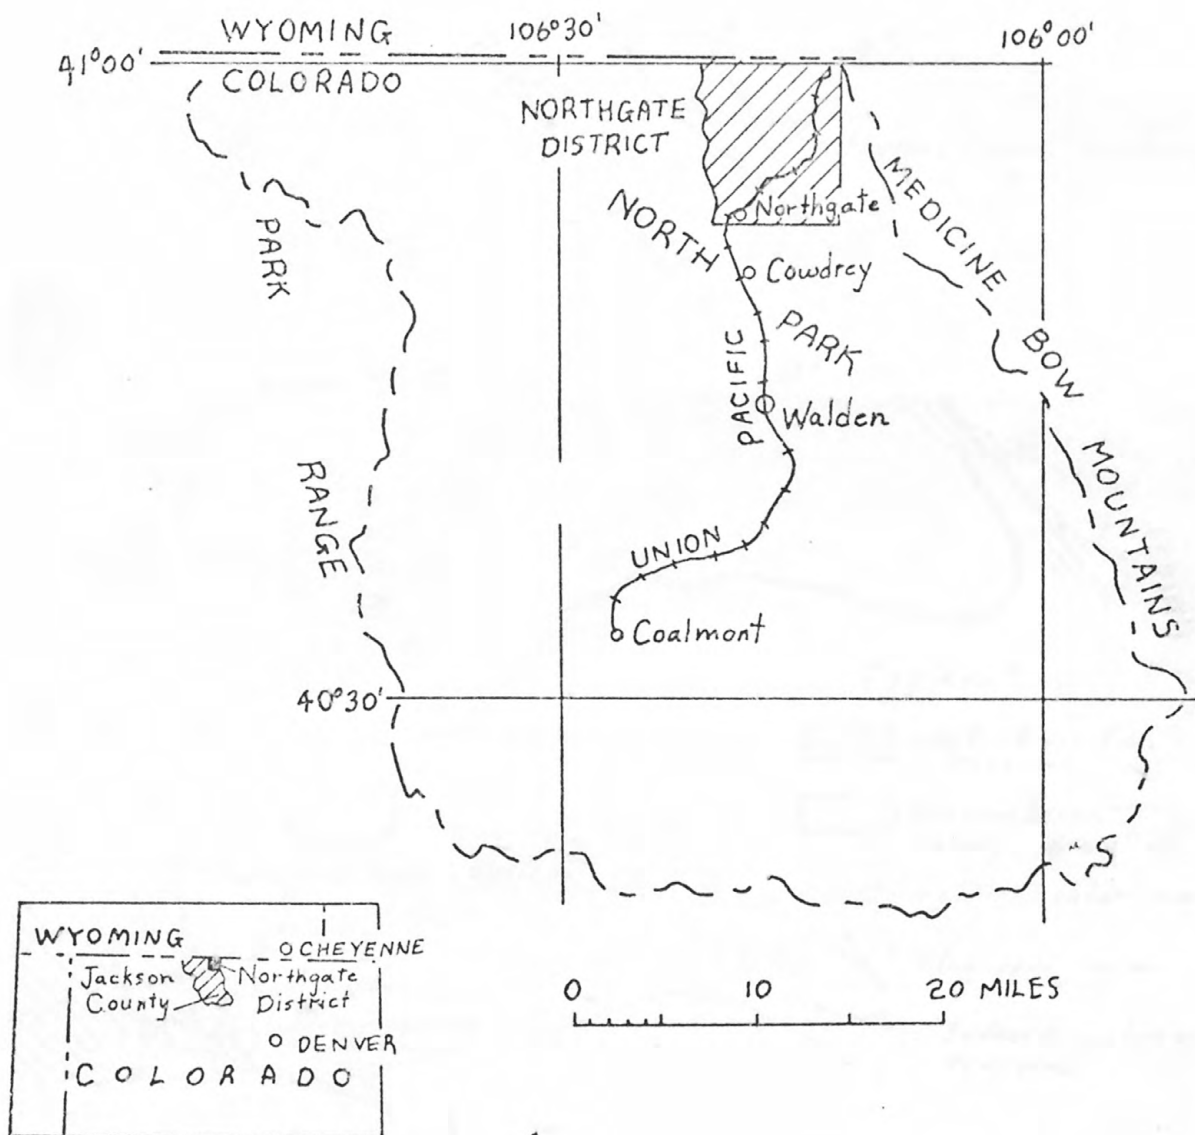 WYOMING
106°30'
106°00'
41°00'
COLORADO
NORTHGATE
DISTRICT
MEDICINE
BOW
MOUNTAINS
Northgate
NORTH
PARK
Cowdrey
PARK
RANGE
PACIFIC
UNION
Walden
Coalmont
40°30'
WYOMING
CHEYENNE
Jackson
County
Northgate
District
DENVER
COLORADO
0 10 20 MILES